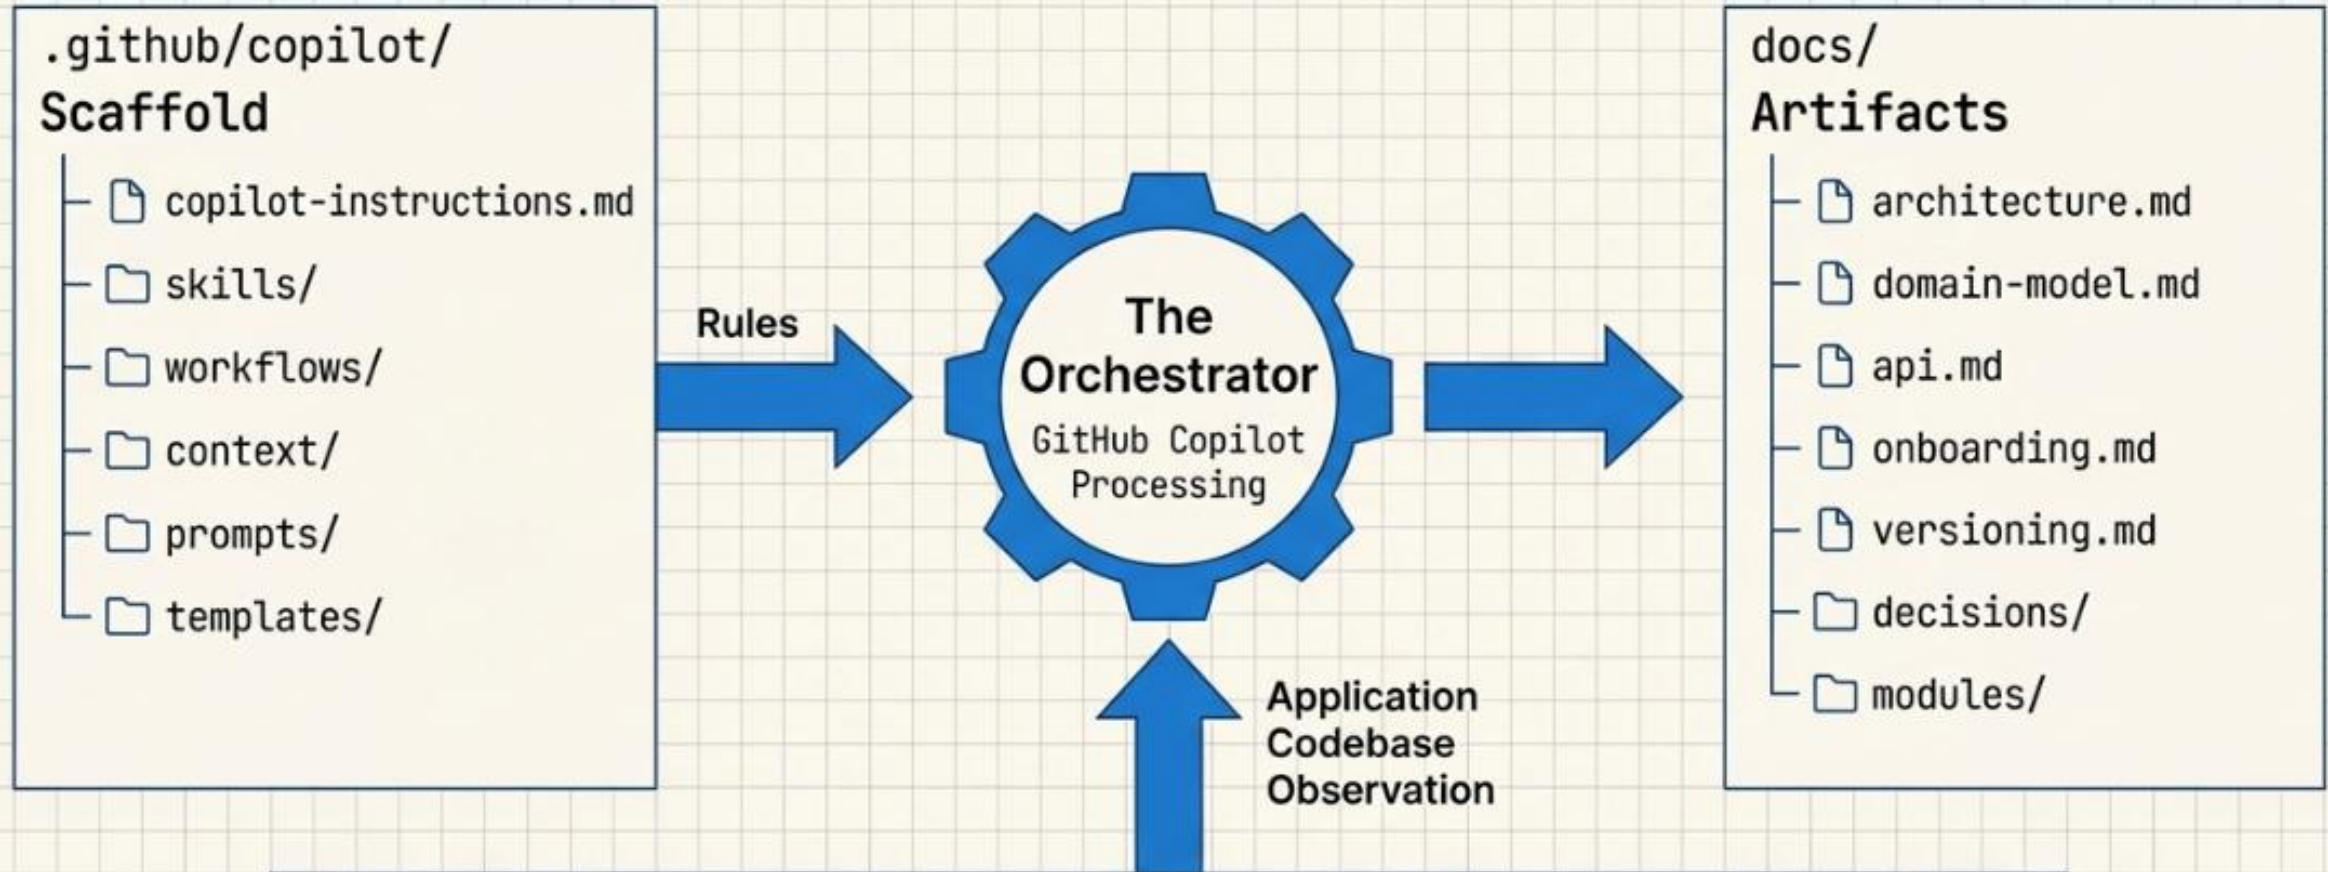 .github/copilot/
Scaffold
copilot-instructions.md
skills/
workflows/
context/
prompts/
templates/
Rules
The
Orchestrator
GitHub Copilot
Processing
Application
Codebase
Observation
docs/
Artifacts
architecture.md
domain-model.md
api.md
onboarding.md
versioning.md
decisions/
modules/